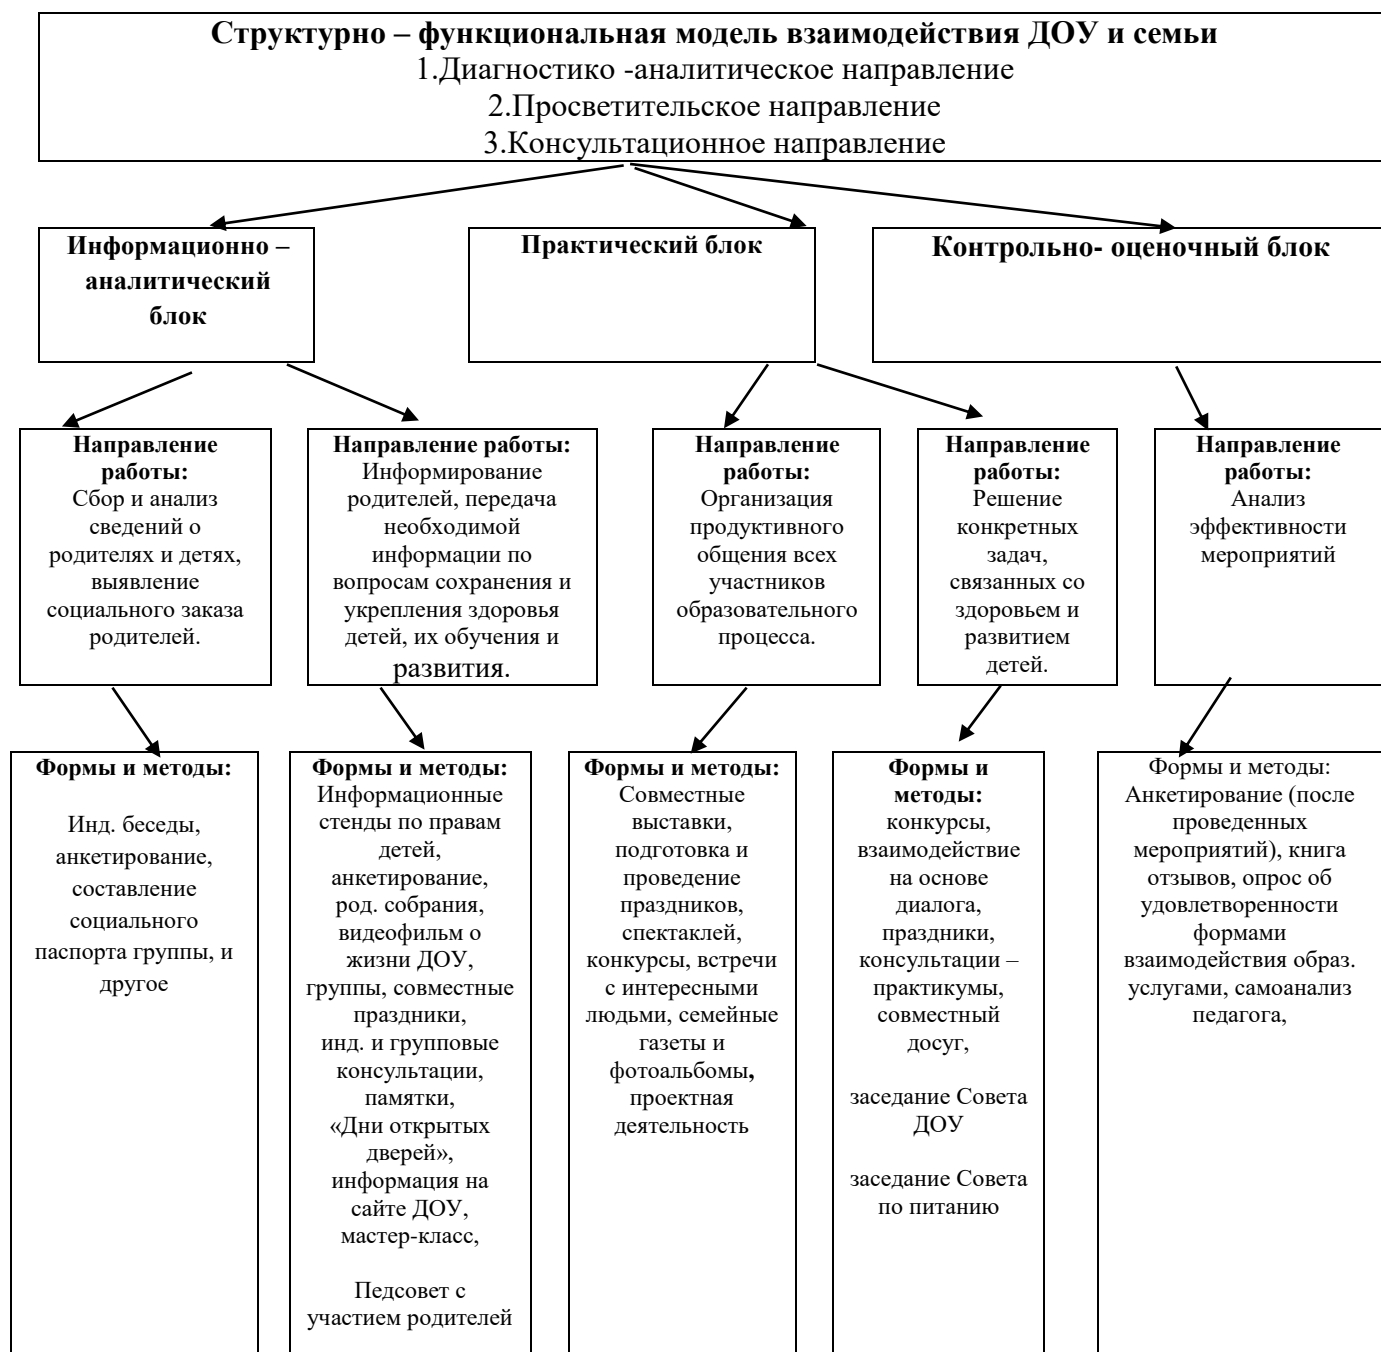 Структурно – функциональная модель взаимодействия ДОУ и семьи
1.Диагностико -аналитическое направление
2.Просветительское направление
3.Консультационное направление
Информационно –
аналитический
блок
Практический блок
Контрольно- оценочный блок
Направление
работы:
Сбор и анализ
сведений о
родителях и детях,
выявление
социального заказа
родителей.
Направление работы:
Информирование
родителей, передача
необходимой
информации по
вопросам сохранения и
укрепления здоровья
детей, их обучения и
развития.
Направление
работы:
Организация
продуктивного
общения всех
участников
образовательного
процесса.
Направление
работы:
Решение
конкретных
задач,
связанных со
здоровьем и
развитием
детей.
Направление
работы:
Анализ
эффективности
мероприятий
Формы и методы:
Инд. беседы,
анкетирование,
составление
социального
паспорта группы, и
другое
Формы и методы:
Информационные
стенды по правам
детей,
анкетирование,
род. собрания,
видеофильм о
жизни ДОУ,
группы, совместные
праздники,
инд. и групповые
консультации,
памятки,
«Дни открытых
дверей»,
информация на
сайте ДОУ,
мастер-класс,
Педсовет с
участием родителей
Формы и методы:
Совместные
выставки,
подготовка и
проведение
праздников,
спектаклей,
конкурсы, встречи
с интересными
людьми, семейные
газеты и
фотоальбомы,
проектная
деятельность
Формы и
методы:
конкурсы,
взаимодействие
на основе
диалога,
праздники,
консультации –
практикумы,
совместный
досуг,
заседание Совета
ДОУ
заседание Совета
по питанию
Формы и методы:
Анкетирование (после
проведенных
мероприятий), книга
отзывов, опрос об
удовлетворенности
формами
взаимодействия образ.
услугами, самоанализ
педагога,